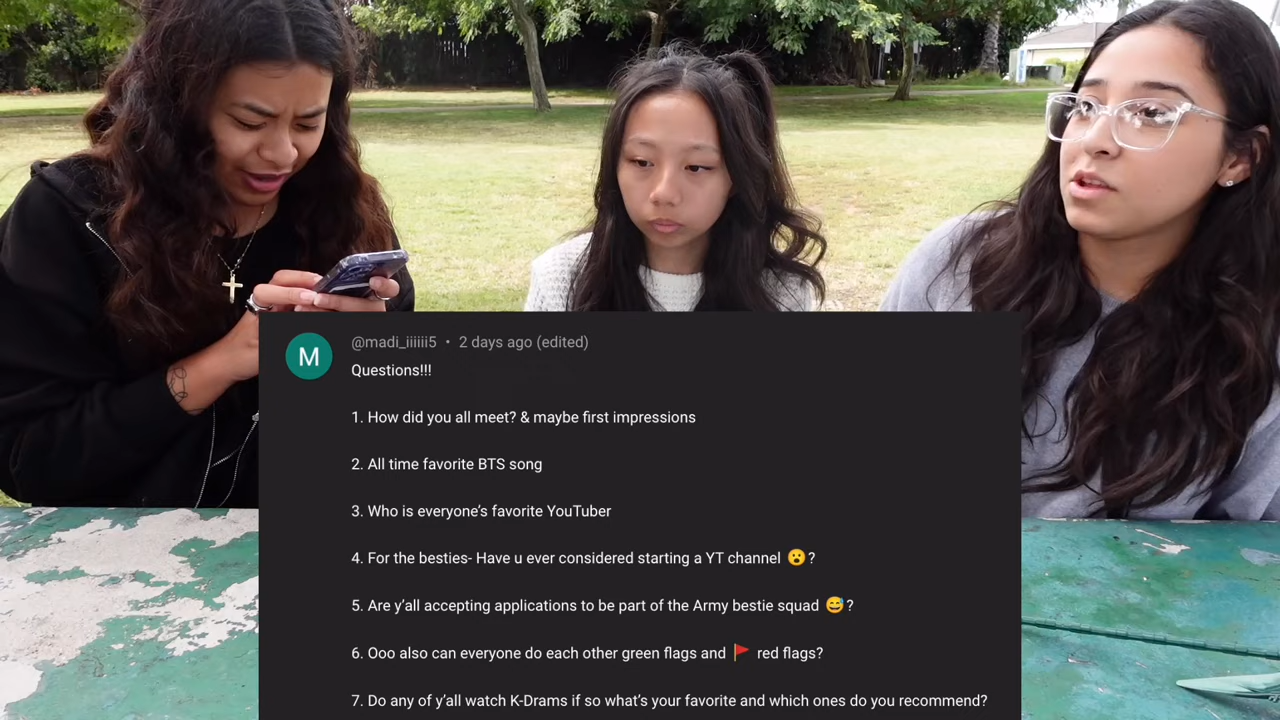 M
@madi_iiiiii5 • 2 days ago (edited)
Questions!!!
1. How did you all meet? & maybe first impressions
2. All time favorite BTS song
3. Who is everyone’s favorite YouTuber
4. For the besties- Have u ever considered starting a YT channel 😮?
5. Are y’all accepting applications to be part of the Army bestie squad 😅?
6. Ooo also can everyone do each other green flags and 🚩 red flags?
7. Do any of y’all watch K-Drams if so what’s your favorite and which ones do you recommend?